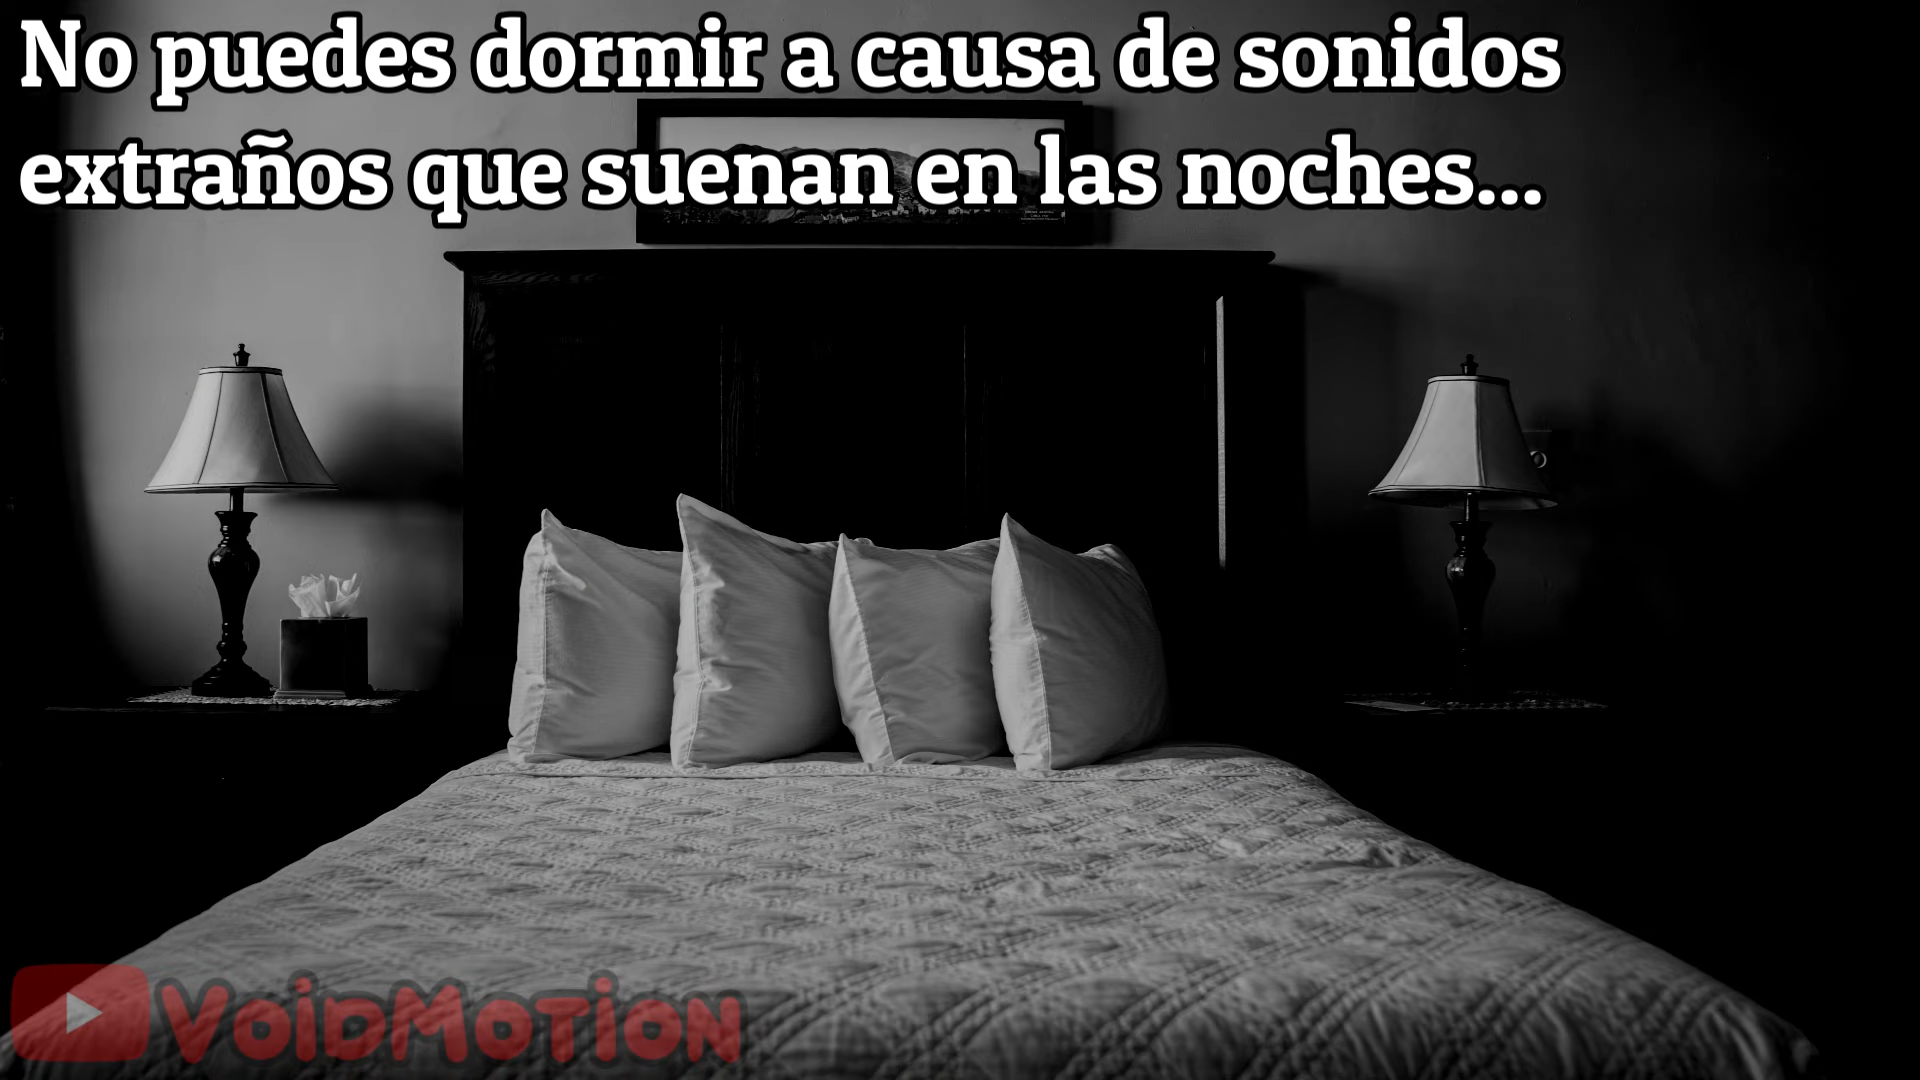 No puedes dormir a causa de sonidos
extraños que suenan en las noches...
VoidMotion